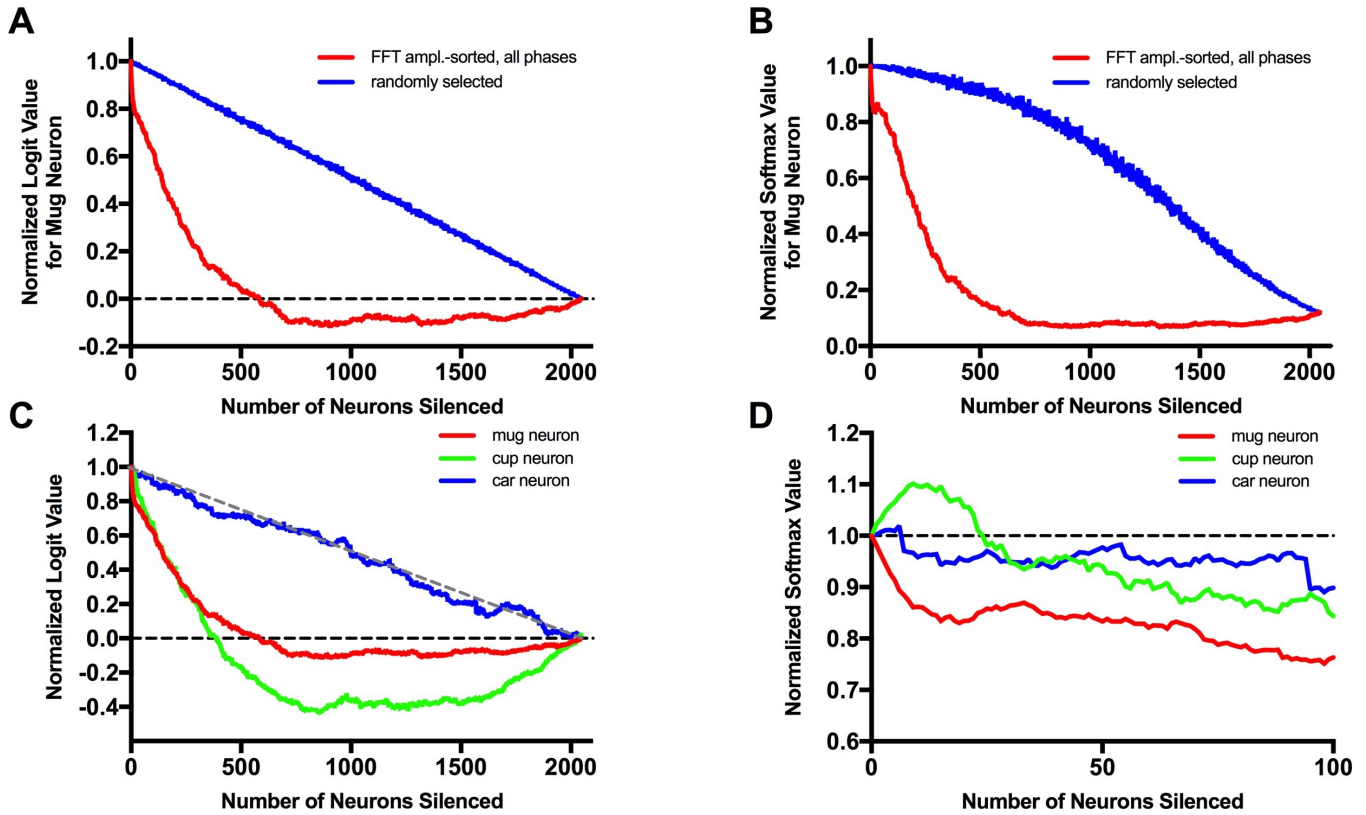 A
FFT ampl.-sorted, all phases
randomly selected
Normalized Logit Value
for Mug Neuron
1.0
0.8
0.6
0.4
0.2
0.0
-0.2
0
500
1000
1500
2000
Number of Neurons Silenced
B
FFT ampl.-sorted, all phases
randomly selected
Normalized Softmax Value
for Mug Neuron
1.0
0.8
0.6
0.4
0.2
0.0
0
500
1000
1500
2000
Number of Neurons Silenced
C
mug neuron
cup neuron
car neuron
Normalized Logit Value
1.2
1.0
0.8
0.6
0.4
0.2
0.0
-0.2
-0.4
0
500
1000
1500
2000
Number of Neurons Silenced
D
mug neuron
cup neuron
car neuron
Normalized Softmax Value
1.2
1.1
1.0
0.9
0.8
0.7
0.6
0
50
100
Number of Neurons Silenced